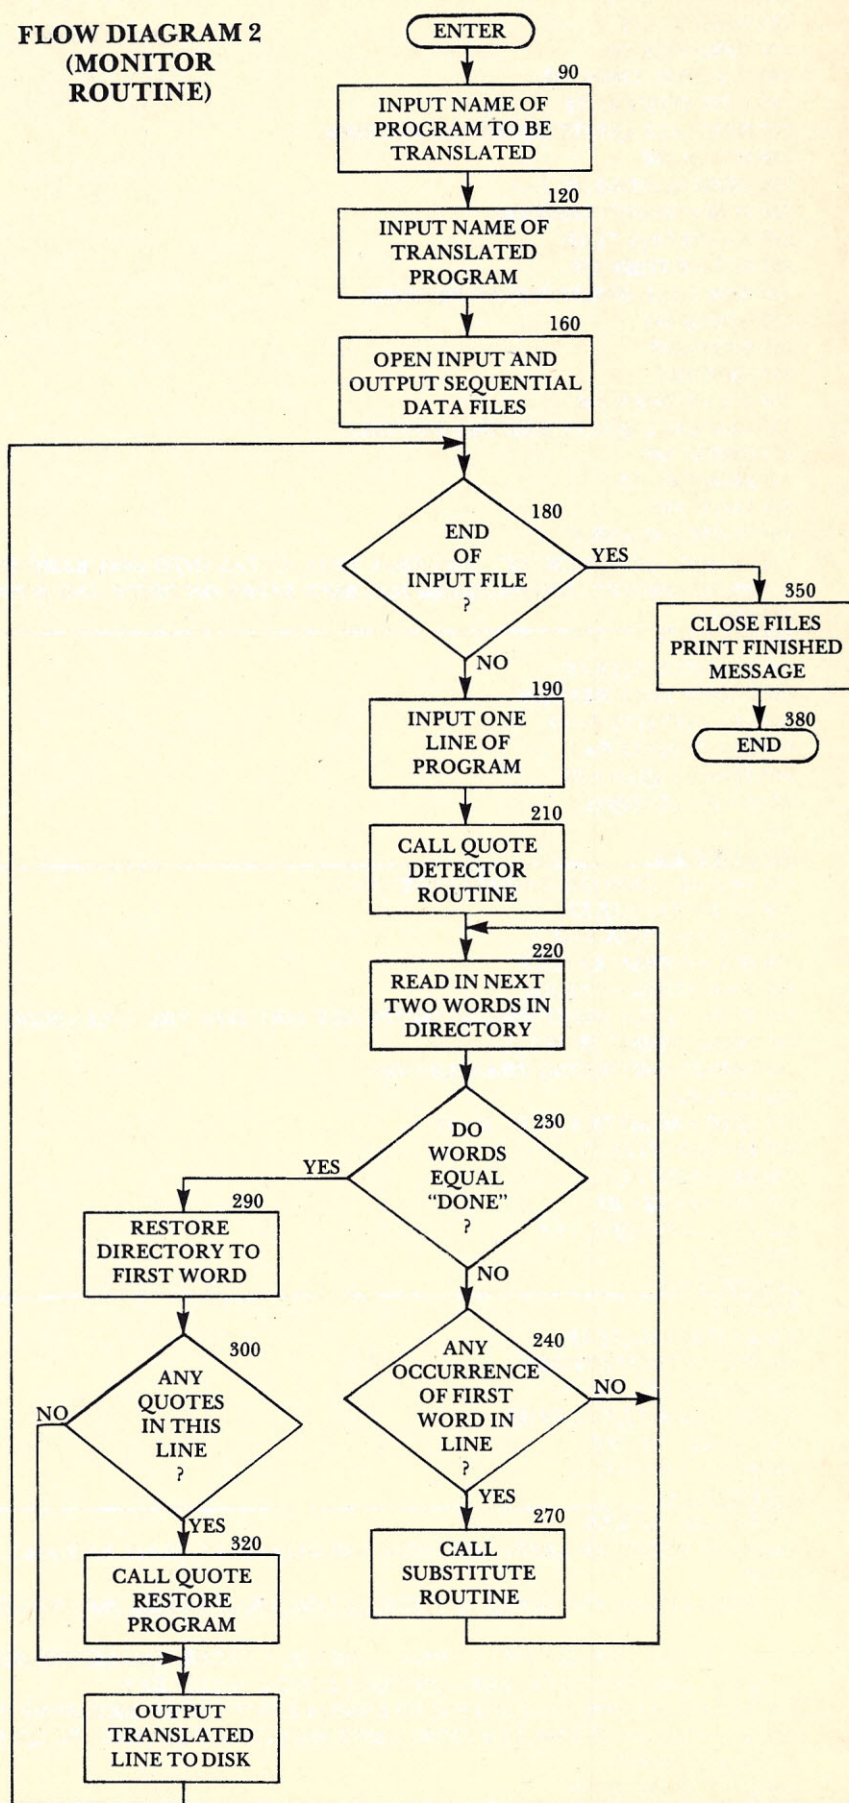 FLOW DIAGRAM 2
(MONITOR
ROUTINE)
ENTER
90
INPUT NAME OF
PROGRAM TO BE
TRANSLATED
120
INPUT NAME OF
TRANSLATED
PROGRAM
160
OPEN INPUT AND
OUTPUT SEQUENTIAL
DATA FILES
180
END
OF
INPUT FILE
?
YES
350
CLOSE FILES
PRINT FINISHED
MESSAGE
380
END
NO
190
INPUT ONE
LINE OF
PROGRAM
210
CALL QUOTE
DETECTOR
ROUTINE
220
READ IN NEXT
TWO WORDS IN
DIRECTORY
230
DO
WORDS
EQUAL
“DONE”
?
YES
290
RESTORE
DIRECTORY TO
FIRST WORD
NO
240
ANY
OCCURRENCE
OF FIRST
WORD IN
LINE
?
NO
YES
270
CALL
SUBSTITUTE
ROUTINE
300
ANY
QUOTES
IN THIS
LINE
?
NO
YES
320
CALL QUOTE
RESTORE
PROGRAM
OUTPUT
TRANSLATED
LINE TO DISK